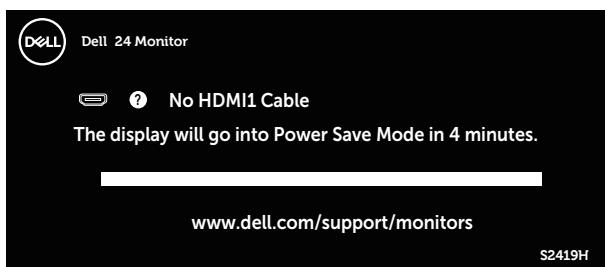 DELL
Dell 24 Monitor
? No HDMI1 Cable
The display will go into Power Save Mode in 4 minutes.
www.dell.com/support/monitors
S2419H